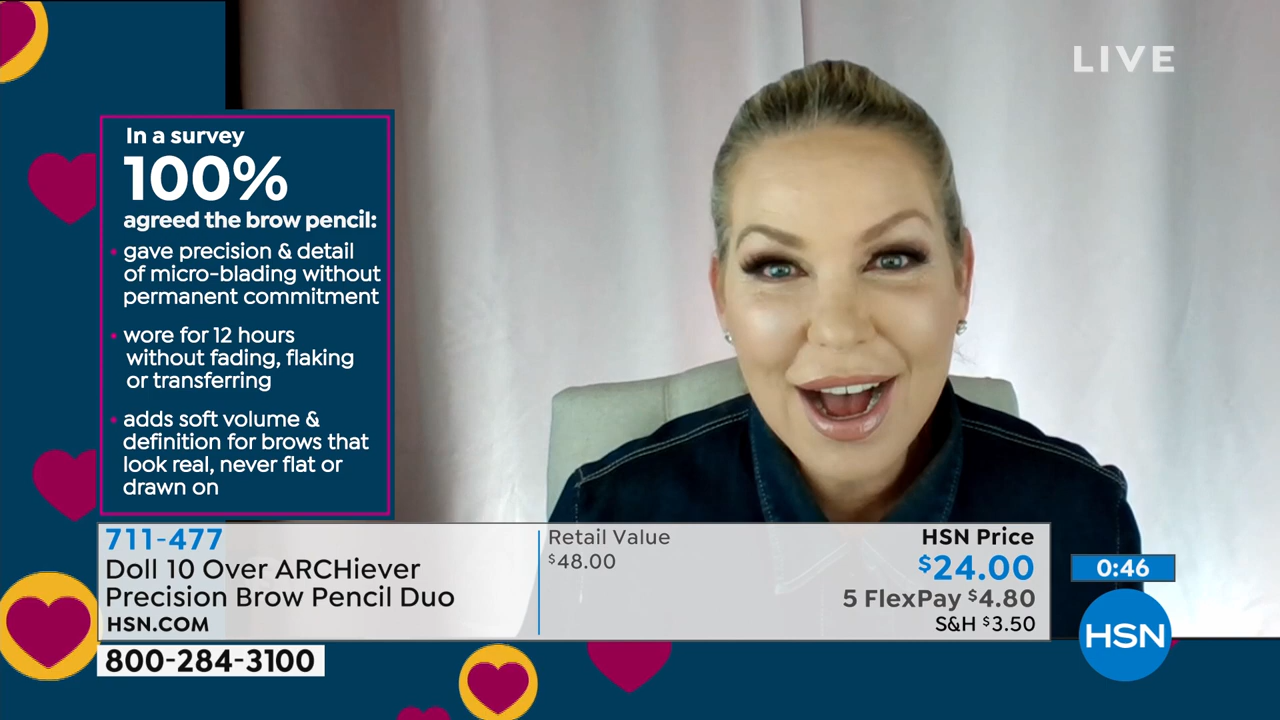 LIVE
In a survey
100%
agreed the brow pencil:
• gave precision & detail
of micro-blading without
permanent commitment
• wore for 12 hours
without fading, flaking
or transferring
• adds soft volume &
definition for brows that
look real, never flat or
drawn on
711-477
Doll 10 Over ARCHiever
Precision Brow Pencil Duo
HSN.COM
Retail Value
$48.00
HSN Price
$24.00
5 FlexPay $4.80
S&H $3.50
0:46
HSN
800-284-3100